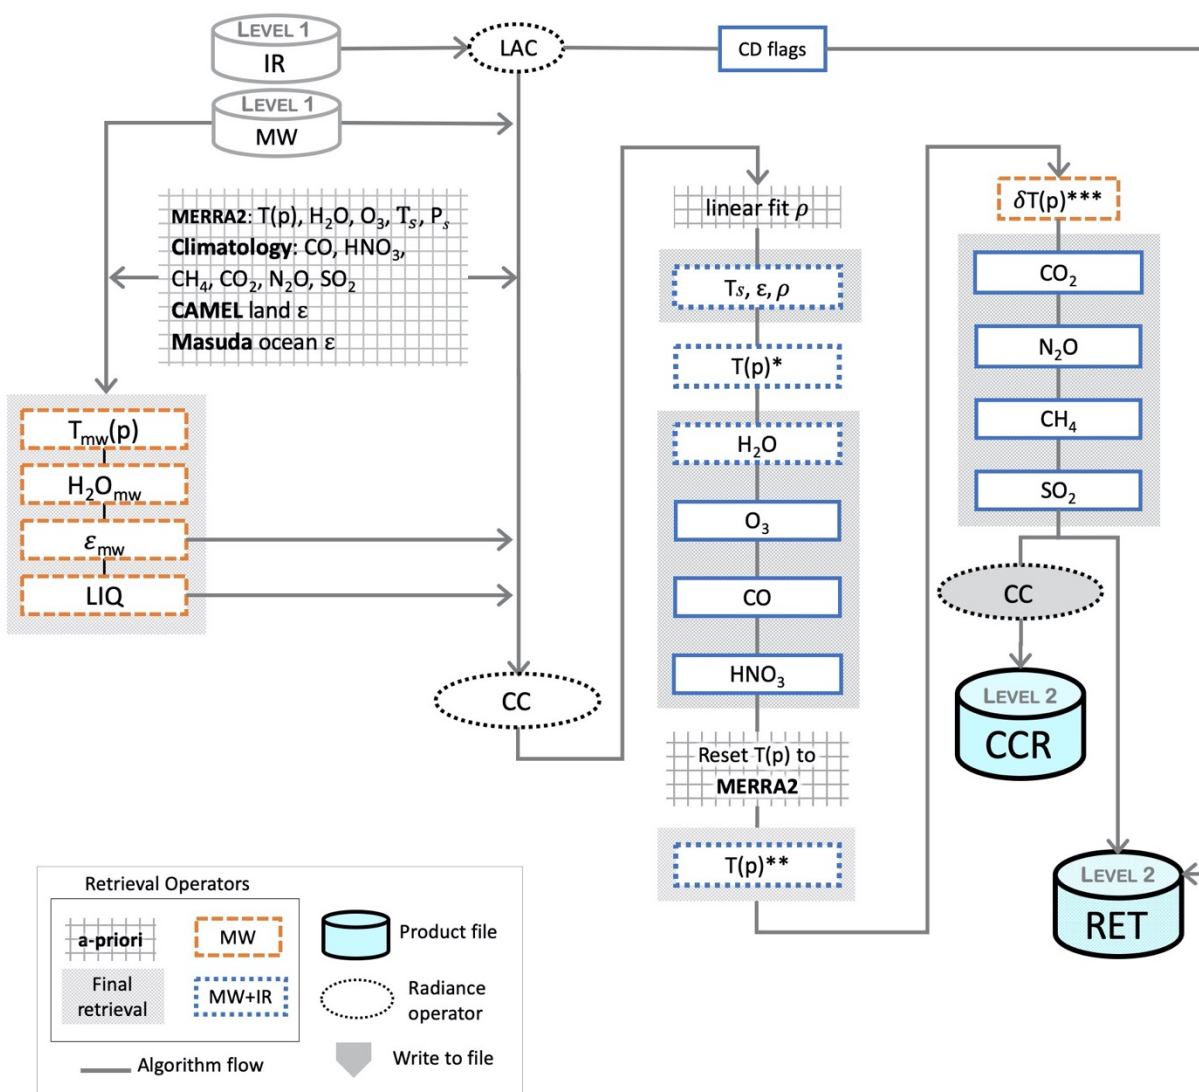 LEVEL 1
IR
LAC
CD flags
LEVEL 1
MW
MERRA2: T(p), H₂O, O₃, Tₛ, Pₛ
Climatology: CO, HNO₃,
CH₄, CO₂, N₂O, SO₂
CAMEL land ε
Masuda ocean ε
T_mw(p)
H₂O_mw
ε_mw
LIQ
CC
linear fit ρ
Ts, ε, ρ
T(p)*
H₂O
O₃
CO
HNO₃
Reset T(p) to
MERRA2
T(p)**
δT(p)***
CO₂
N₂O
CH₄
SO₂
CC
LEVEL 2
CCR
LEVEL 2
RET
Retrieval Operators
a-priori
MW
Final
retrieval
MW+IR
Algorithm flow
Product file
Radiance
operator
Write to file